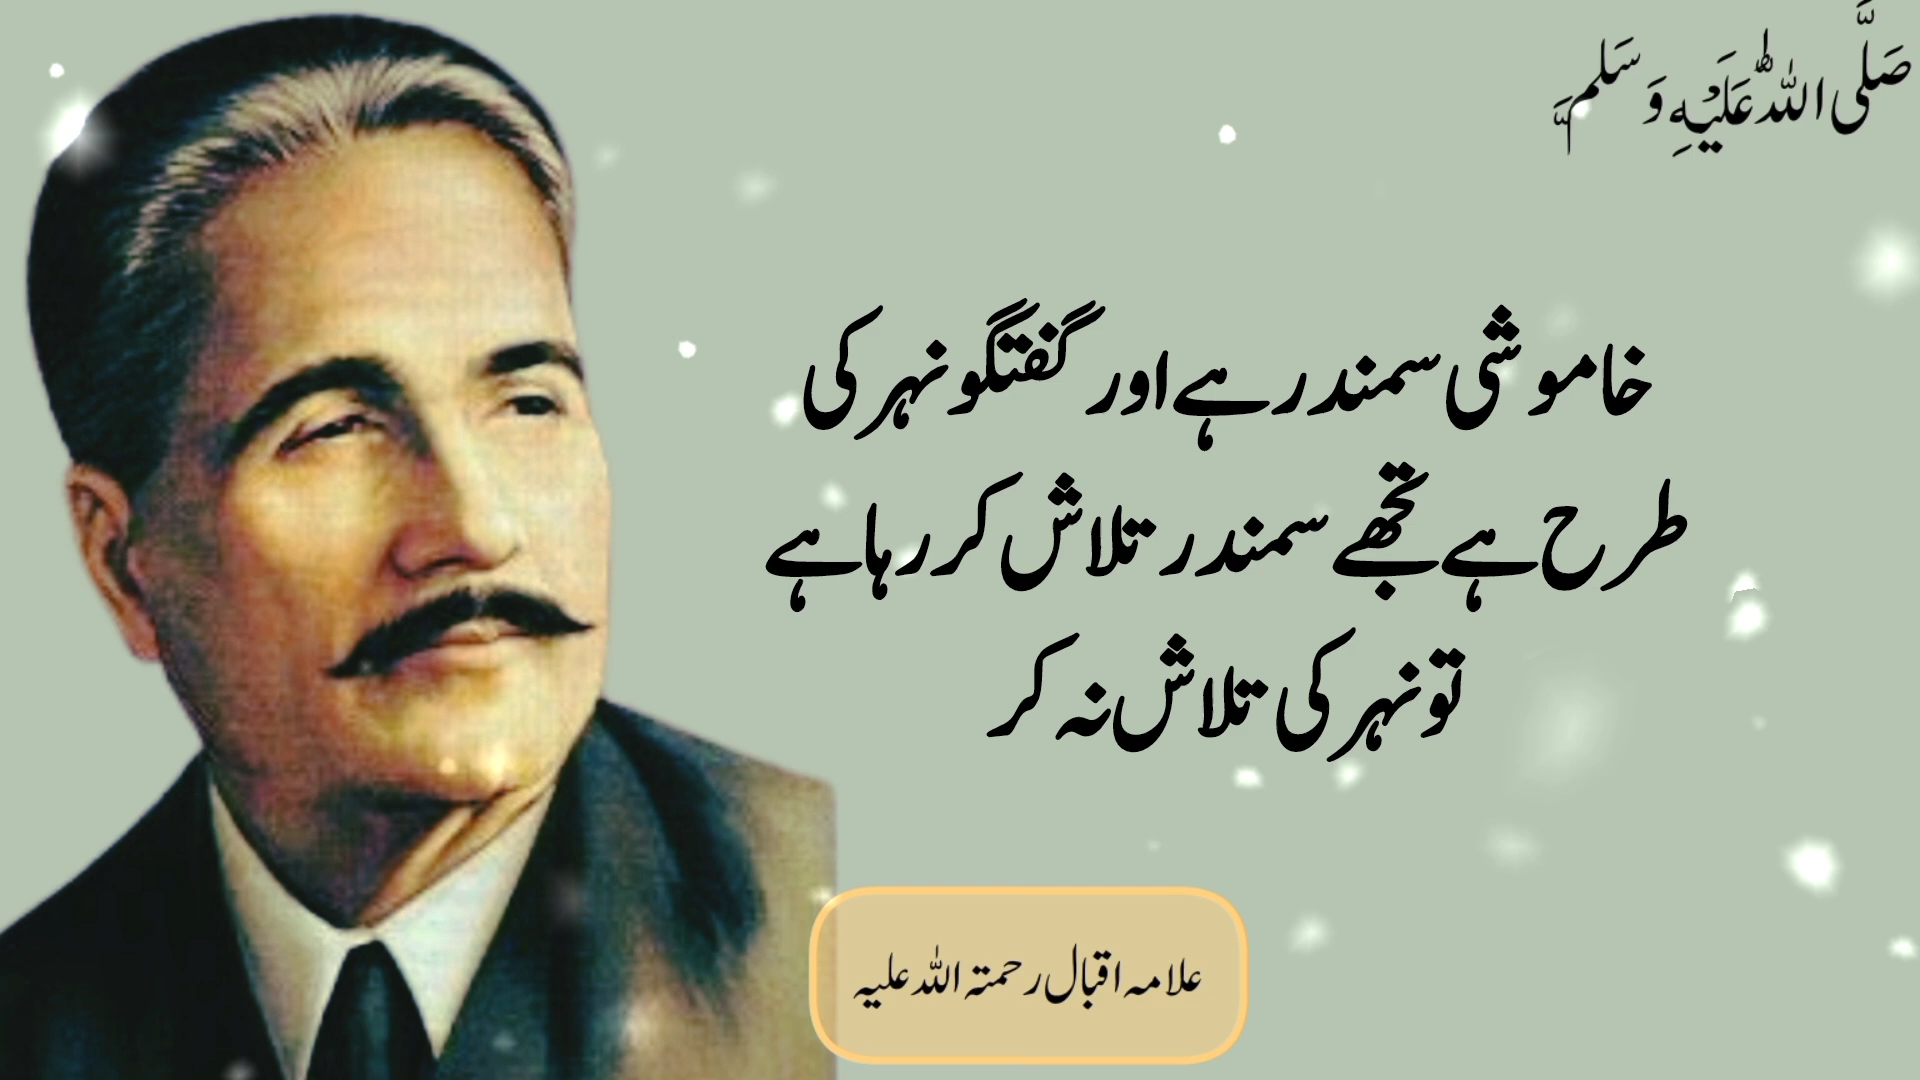 صَلَّی اللہُ عَلَیْہِ وَسَلَّم
خاموشی سمندر ہے اور گفتگو نہر کی
طرح ہے تجھے سمندر تلاش کر رہا ہے
تو نہر کی تلاش نہ کر
علامہ اقبال رحمتہ اللہ علیہ